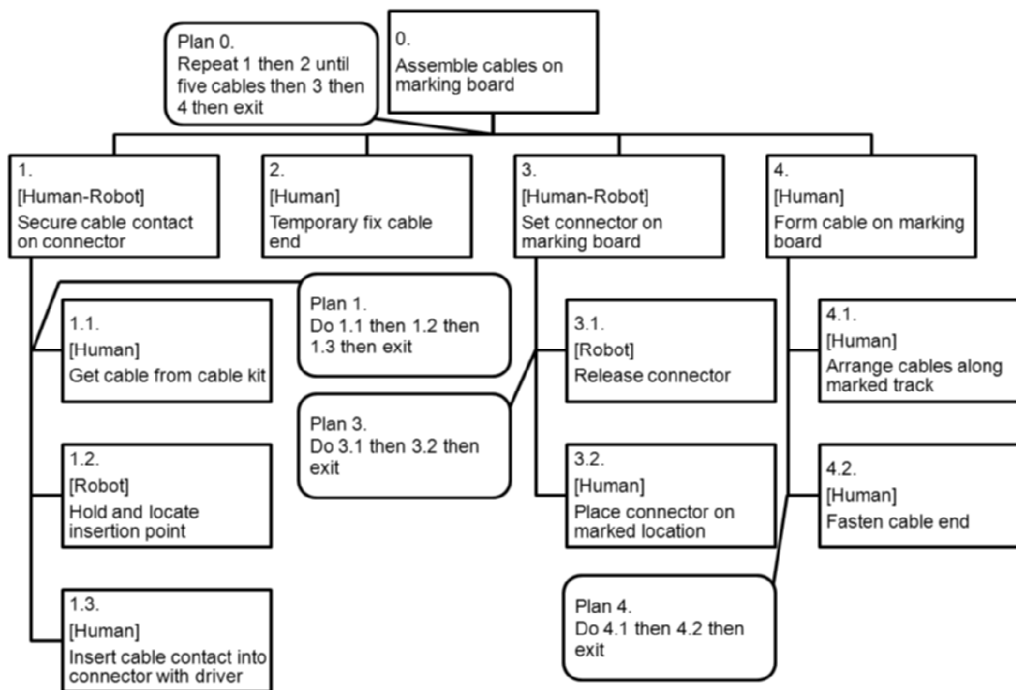 Plan 0.
Repeat 1 then 2 until
five cables then 3 then
4 then exit
0.
Assemble cables on
marking board
1.
[Human-Robot]
Secure cable contact
on connector
2.
[Human]
Temporary fix cable
end
3.
[Human-Robot]
Set connector on
marking board
4.
[Human]
Form cable on marking
board
Plan 1.
Do 1.1 then 1.2 then
1.3 then exit
1.1.
[Human]
Get cable from cable kit
3.1.
[Robot]
Release connector
4.1.
[Human]
Arrange cables along
marked track
Plan 3.
Do 3.1 then 3.2 then
exit
1.2.
[Robot]
Hold and locate
insertion point
3.2.
[Human]
Place connector on
marked location
4.2.
[Human]
Fasten cable end
1.3.
[Human]
Insert cable contact into
connector with driver
Plan 4.
Do 4.1 then 4.2 then
exit